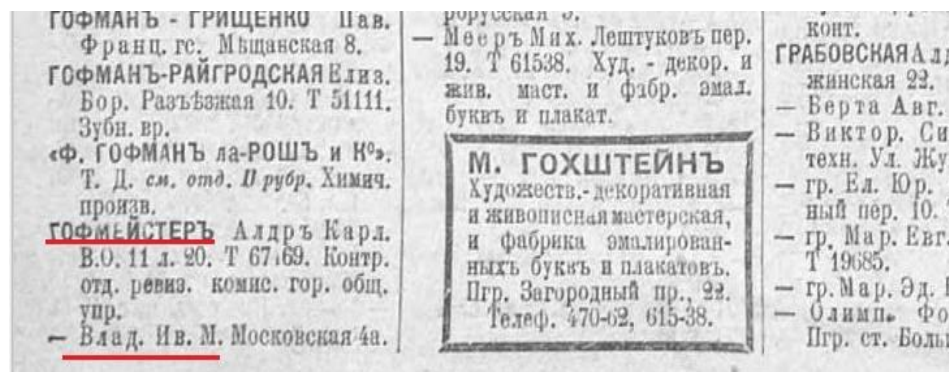 ГОФМАНЪ - ГРИЩЕНКО Пав.
Франц. гс. Мѣщанская 8.
ГОФМАНЪ-РАЙГРОДСКАЯ Елиз.
Бор. Разъѣзжая 10. Т 51111.
Зубн. вр.
«Ф. ГОФМАНЪ ла-РОШЪ и Кº».
Т. Д. см. отд. II рубр. Химич.
произв.
ГОФМЕЙСТЕРЪ Алдръ Карл.
В.О. 11 л. 20. Т 67169. Контр.
отд. ревиз. комис. гор. общ.
упр.
— Влад. Ив. М. Московская 4а.
— Мееръ Мих. Лештуковъ пер.
19. Т 61538. Худ. - декор. и
жив. маст. и фабр. эмал.
буквъ и плакат.
М. ГОХШТЕЙНЪ
Художеств.-декоративная
и живописная мастерская,
и фабрика эмалирован-
ныхъ буквъ и плакатовъ.
Пгр. Загородный пр., 22.
Телеф. 470-62, 615-38.
конт.
ГРАБОВСКАЯ
жинская 22.
— Берта Авг.
— Виктор.
техн. Ул.
— гр. Ел. Юр.
ный пер. 10.
— гр. Мар. Евг.
Т 19685.
— гр. Мар. Эд.
— Олимп.
Пгр. ст.